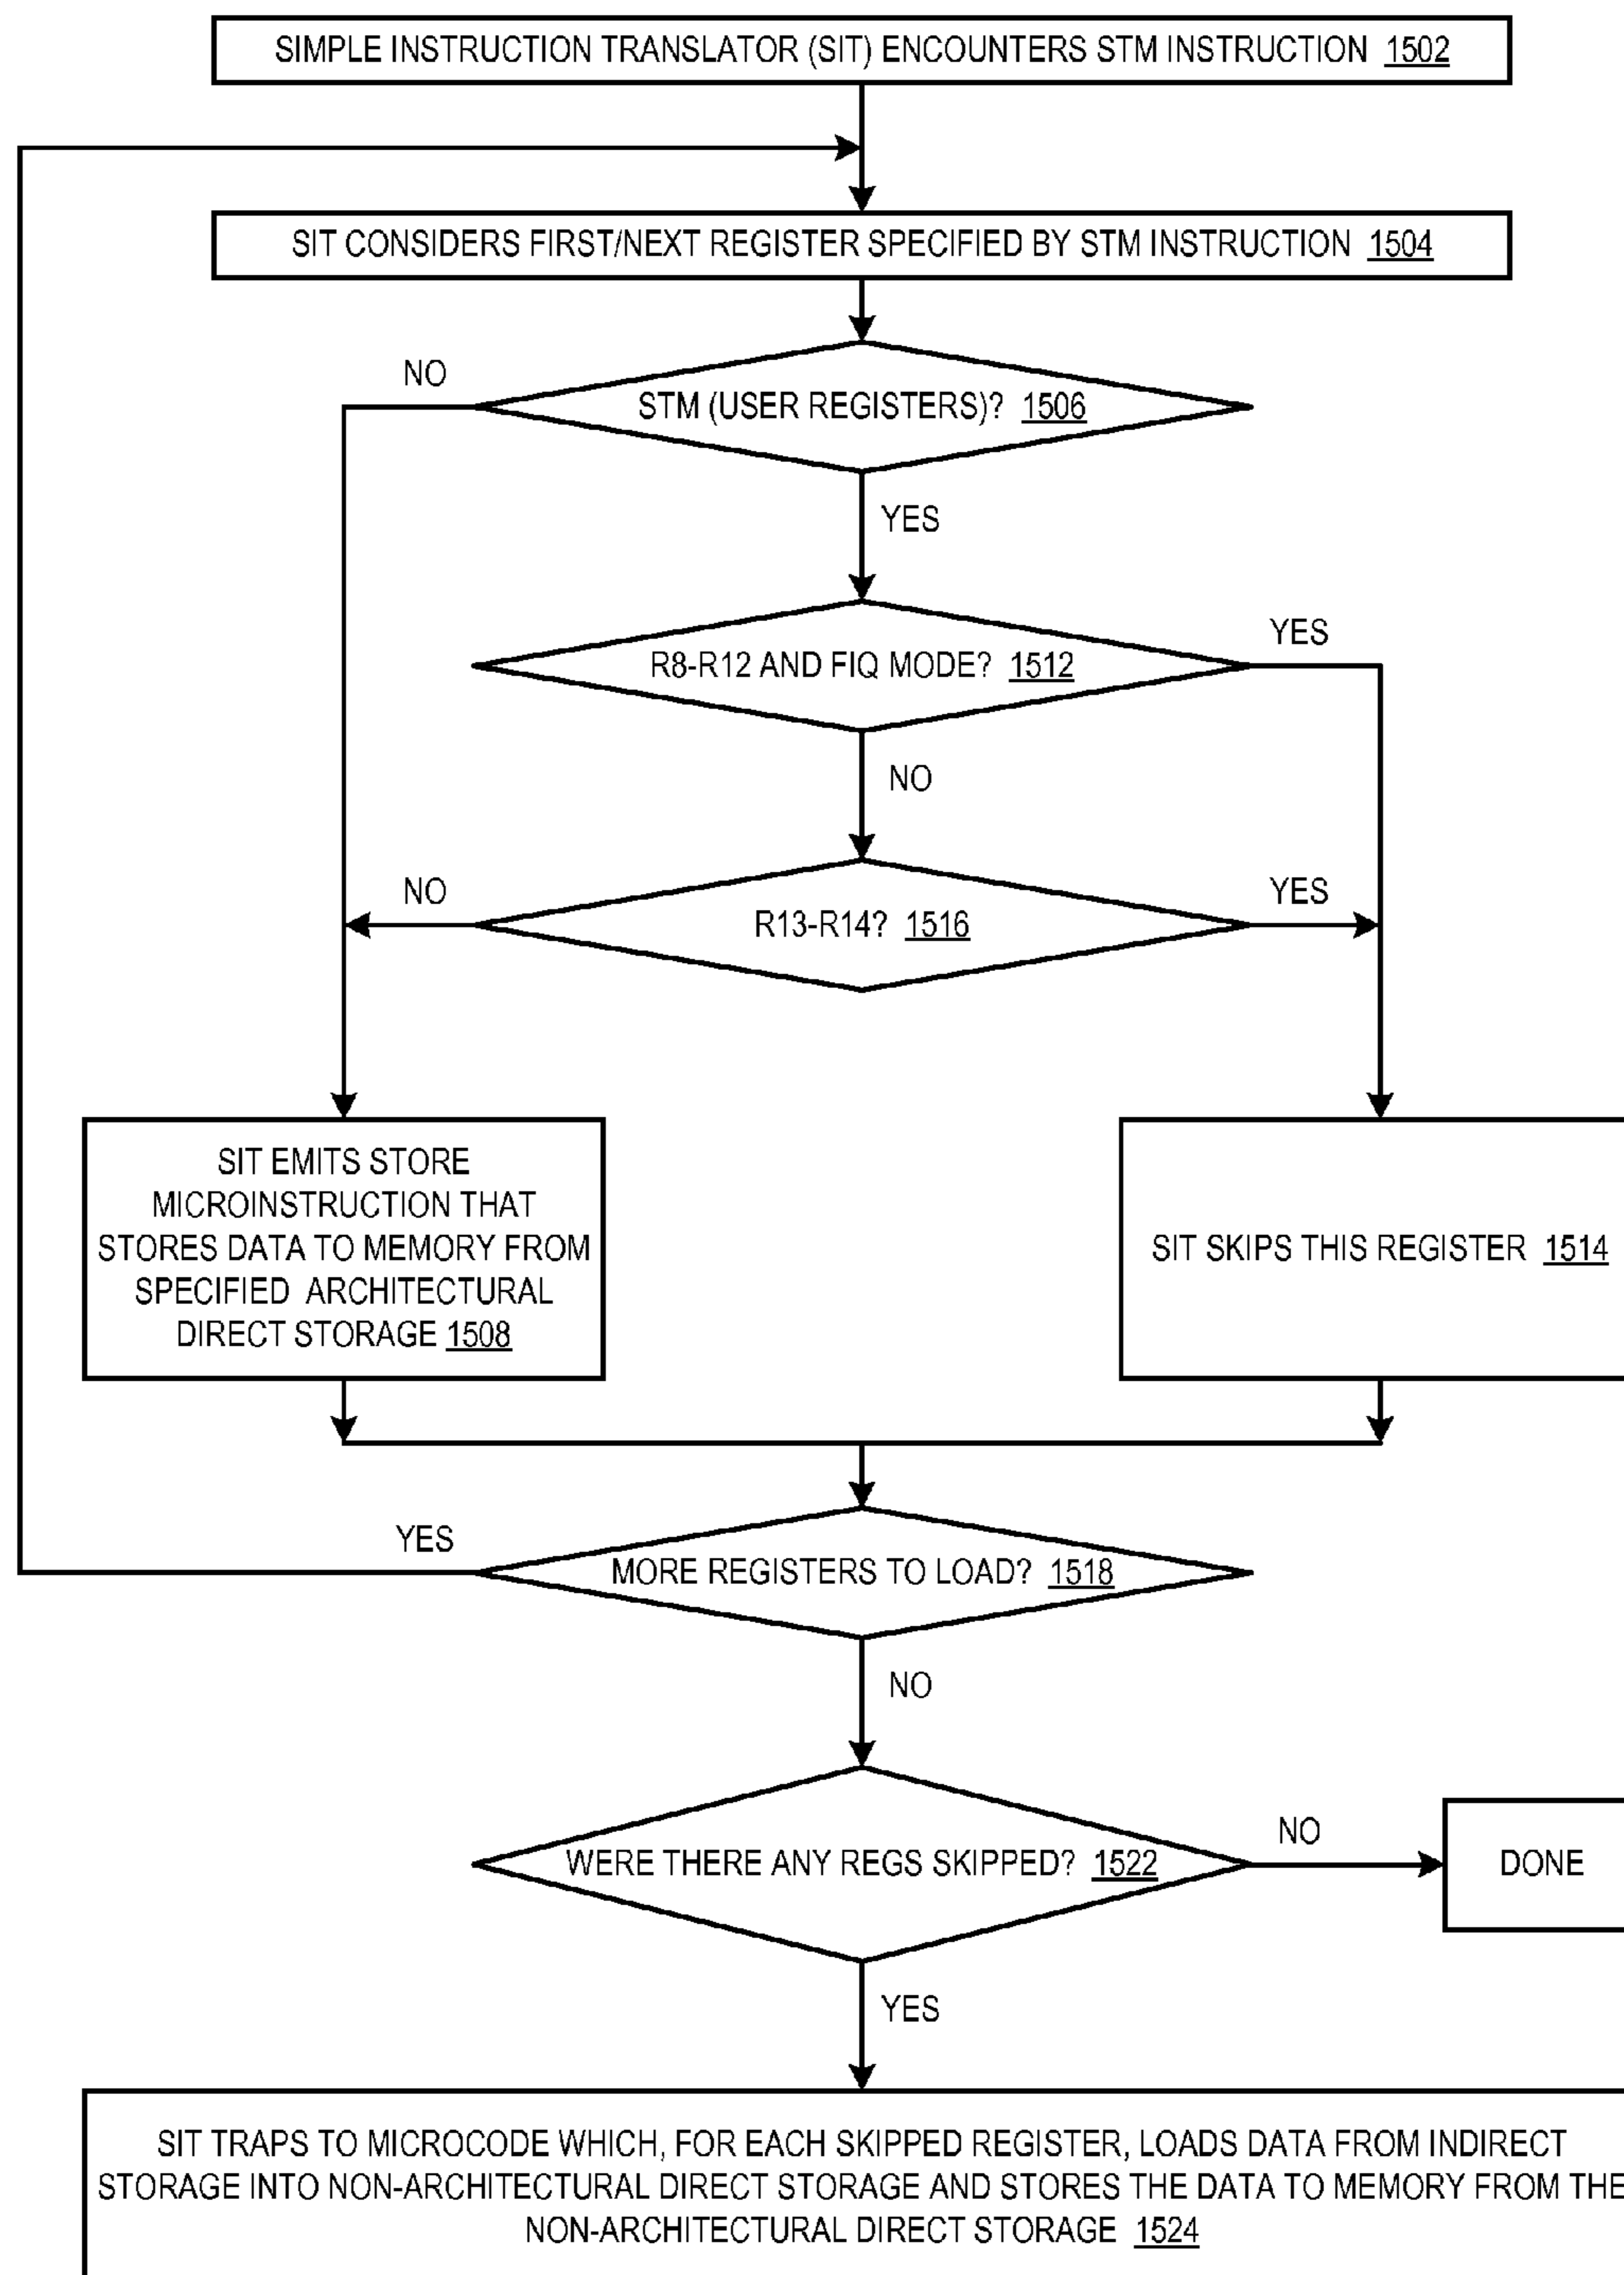 SIMPLE INSTRUCTION TRANSLATOR (SIT) ENCOUNTERS STM INSTRUCTION 1502
SIT CONSIDERS FIRST/NEXT REGISTER SPECIFIED BY STM INSTRUCTION 1504
NO
STM (USER REGISTERS)? 1506
YES
YES
R8-R12 AND FIQ MODE? 1512
NO
NO
YES
R13-R14? 1516
SIT EMITS STORE
MICROINSTRUCTION THAT
STORES DATA TO MEMORY FROM
SPECIFIED ARCHITECTURAL
DIRECT STORAGE 1508
SIT SKIPS THIS REGISTER 1514
YES
MORE REGISTERS TO LOAD? 1518
NO
NO
WERE THERE ANY REGS SKIPPED? 1522
DONE
YES
SIT TRAPS TO MICROCODE WHICH, FOR EACH SKIPPED REGISTER, LOADS DATA FROM INDIRECT
STORAGE INTO NON-ARCHITECTURAL DIRECT STORAGE AND STORES THE DATA TO MEMORY FROM THE
NON-ARCHITECTURAL DIRECT STORAGE 1524